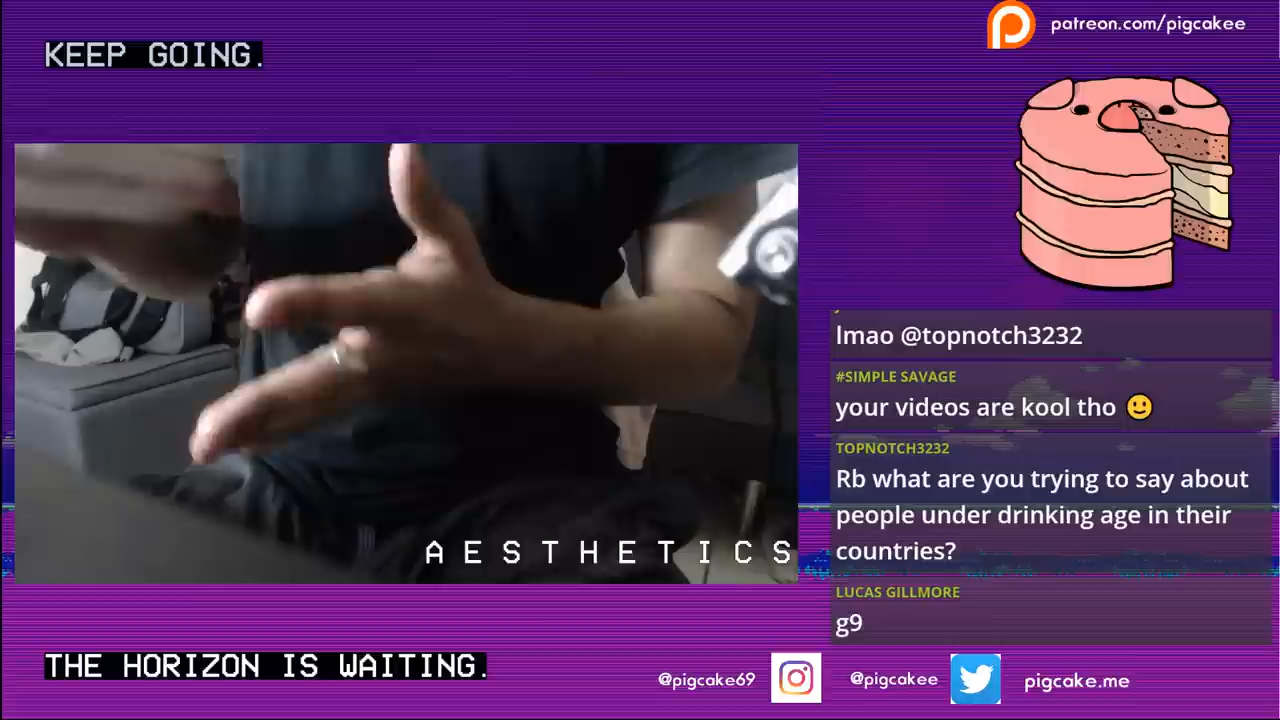 KEEP GOING.
patreon.com/pigcakee
lmao @topnotch3232
#SIMPLE SAVAGE
your videos are kool tho
TOPNOTCH3232
Rb what are you trying to say about
people under drinking age in their
countries?
LUCAS GILLMORE
g9
A E S T H E T I C S
THE HORIZON IS WAITING.
@pigcake69
@pigcakee
pigcake.me